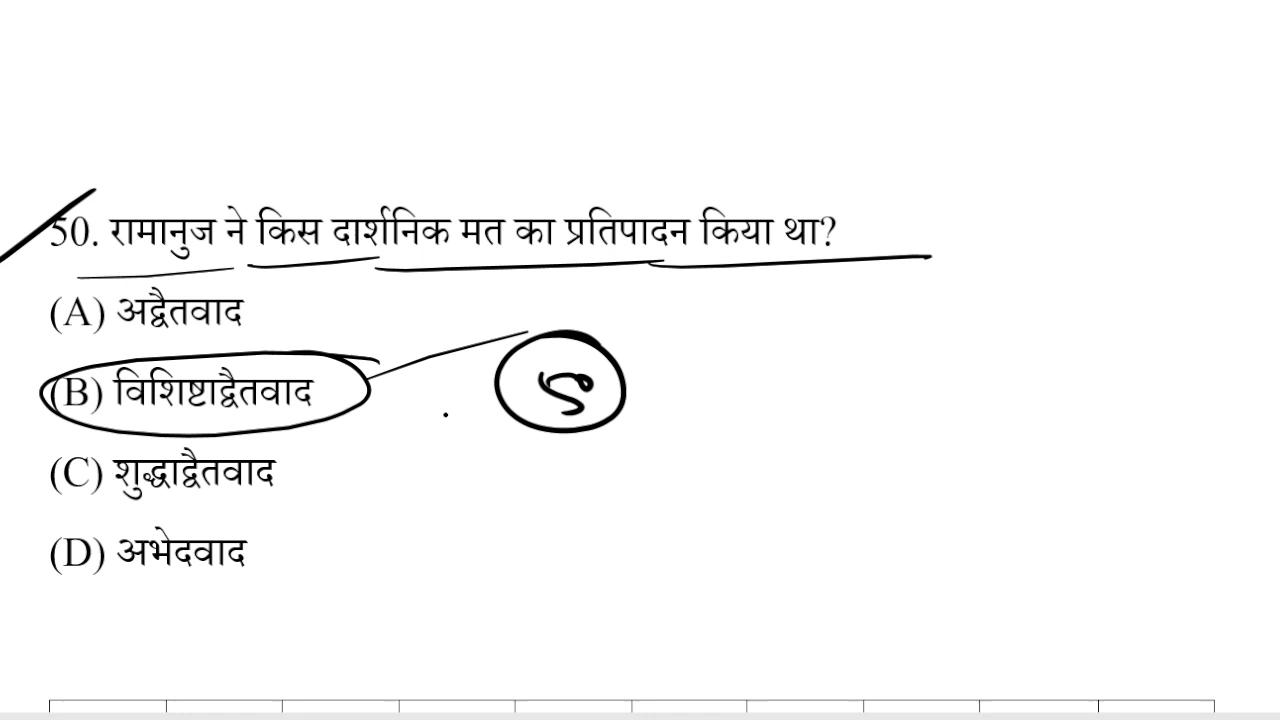 50. रामानुज ने किस दार्शनिक मत का प्रतिपादन किया था?
(A) अद्वैतवाद
(B) विशिष्टाद्वैतवाद
(C) शुद्धाद्वैतवाद
(D) अभेदवाद